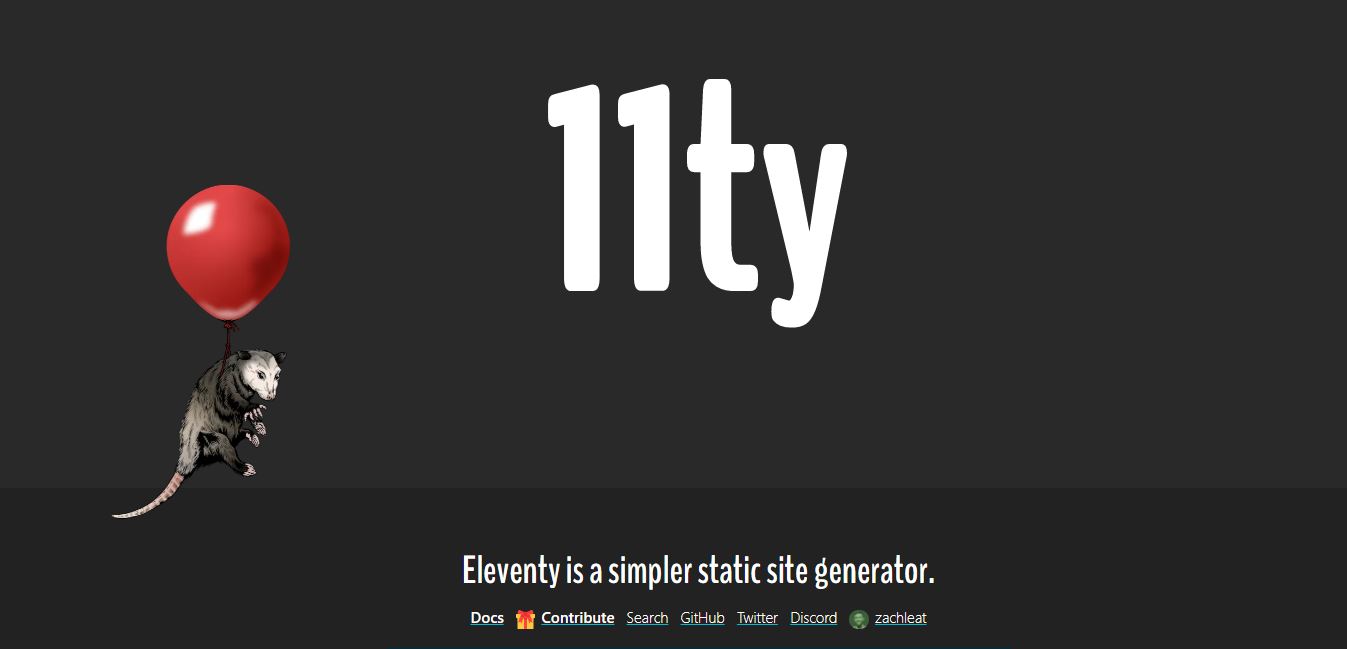 11ty
Eleventy is a simpler static site generator.
Docs Contribute Search GitHub Twitter Discord zachleat